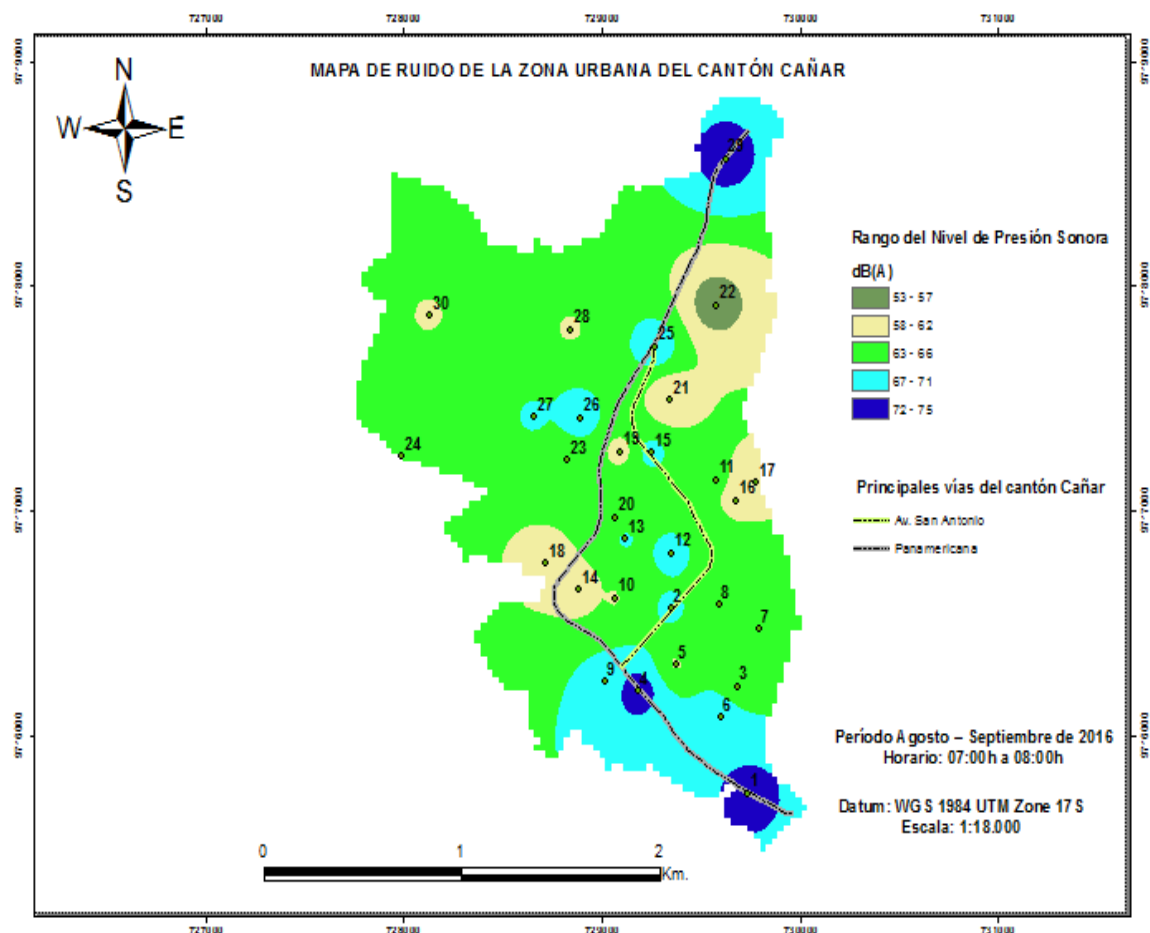 727000 728000 729000 730000 731000
MAPA DE RUIDO DE LA ZONA URBANA DEL CANTÓN CAÑAR
N
W E
S
29
Rango del Nivel de Presión Sonora
dB(A)
53 - 57
58 - 62
63 - 66
67 - 71
72 - 75
22
30
28
25
21
27
26
19
15
24
23
11
17
16
20
13
12
18
14
10
2
8
7
5
9
4
3
6
1
Principales vías del cantón Cañar
Av. San Antonio
Panamericana
Período Agosto – Septiembre de 2016
Horario: 07:00h a 08:00h
Datum: WGS 1984 UTM Zone 17 S
Escala: 1:18.000
0 1 2
Km.
727000 728000 729000 730000 731000